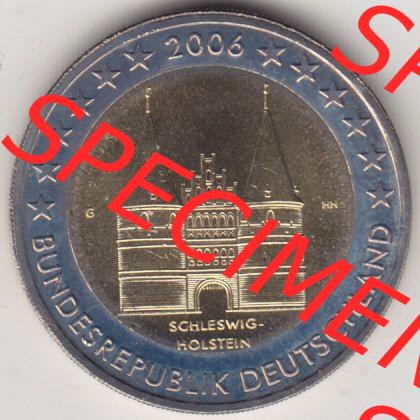 2006
G
HH
SCHLESWIG-
HOLSTEIN
BUNDESREPUBLIK DEUTSCHLAND
SPECIMEN